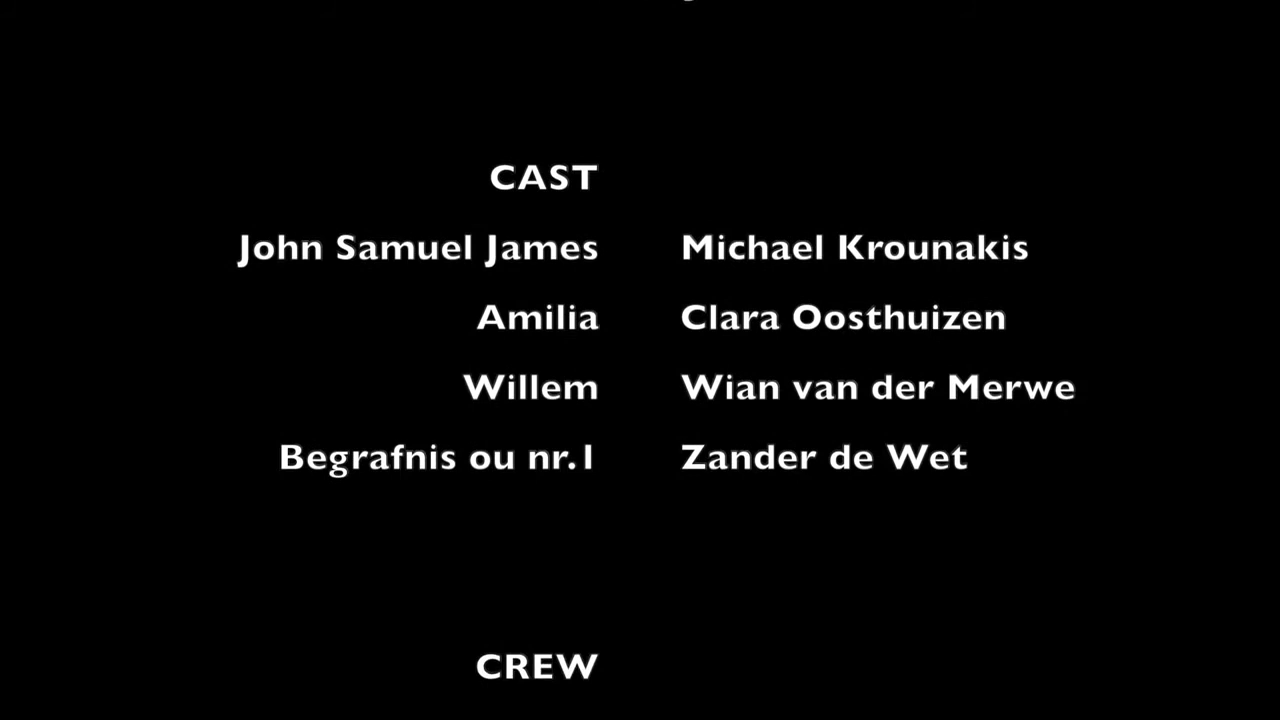 CAST
John Samuel James Michael Krounakis
Amilia Clara Oosthuizen
Willem Wian van der Merwe
Begrafnis ou nr.1 Zander de Wet
CREW